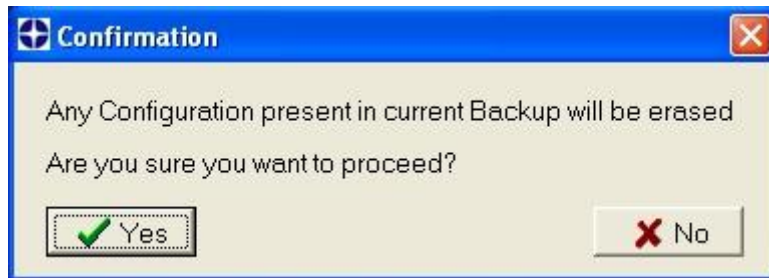 Confirmation
Any Configuration present in current Backup will be erased
Are you sure you want to proceed?
Yes
No